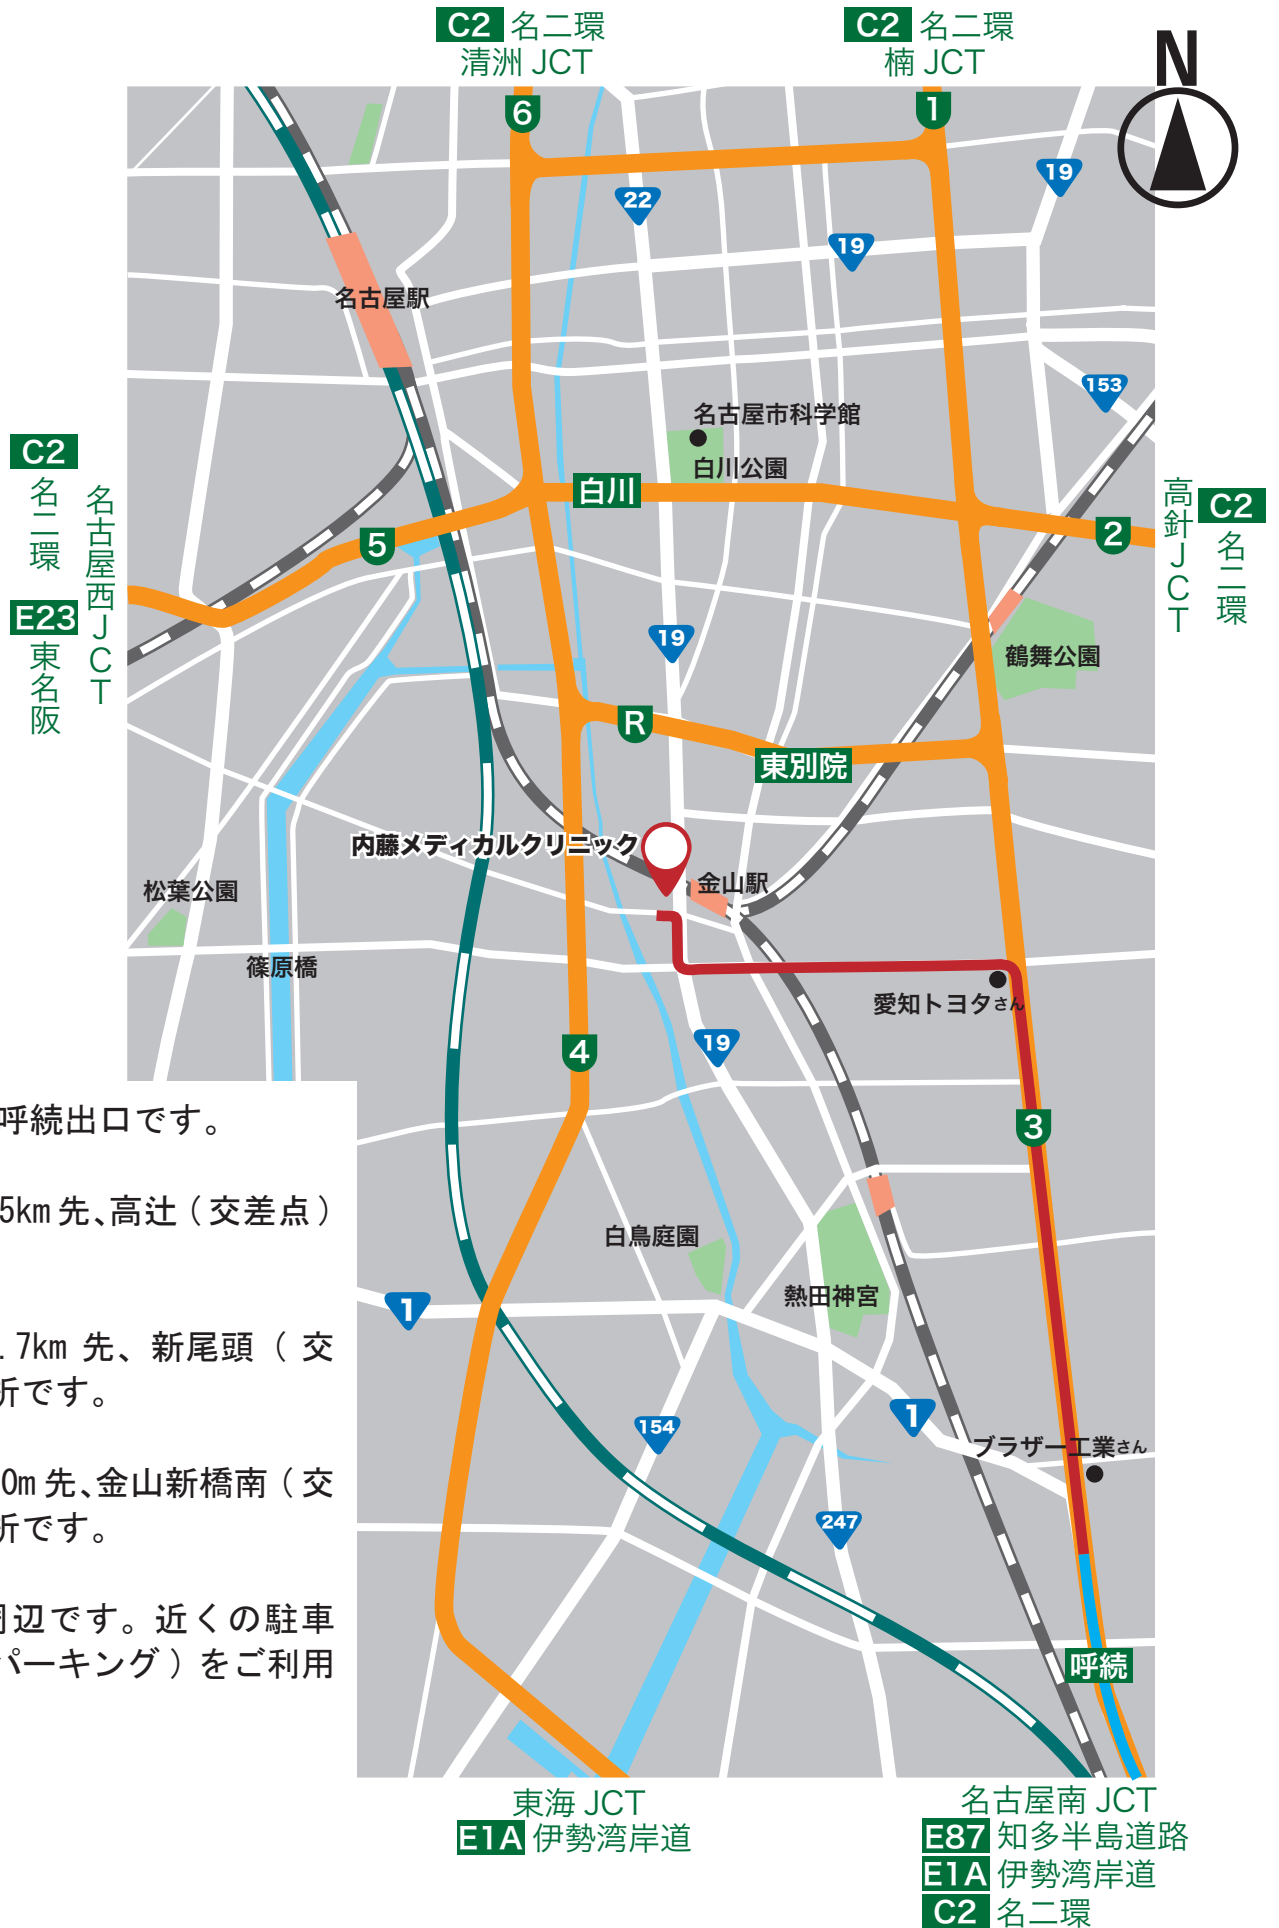 C2 名二環
清洲 JCT
C2 名二環
楠 JCT
N
6
1
19
22
19
名古屋駅
153
名古屋市科学館
白川公園
C2
名二環
名古屋西JCT
E23
東名阪
白川
5
2
高針JCT
C2
名二環
19
鶴舞公園
R
東別院
内藤メディカルクリニック
金山駅
松葉公園
篠原橋
愛知トヨタさん
19
4
3
呼続出口です。
5km先、高辻（交差点）
.7km 先、新尾頭（交
折です。
0m先、金山新橋南（交
折です。
周辺です。近くの駐車
パーキング）をご利用
白鳥庭園
熱田神宮
1
154
1
ブラザー工業さん
247
呼続
東海 JCT
E1A 伊勢湾岸道
名古屋南 JCT
E87 知多半島道路
E1A 伊勢湾岸道
C2 名二環